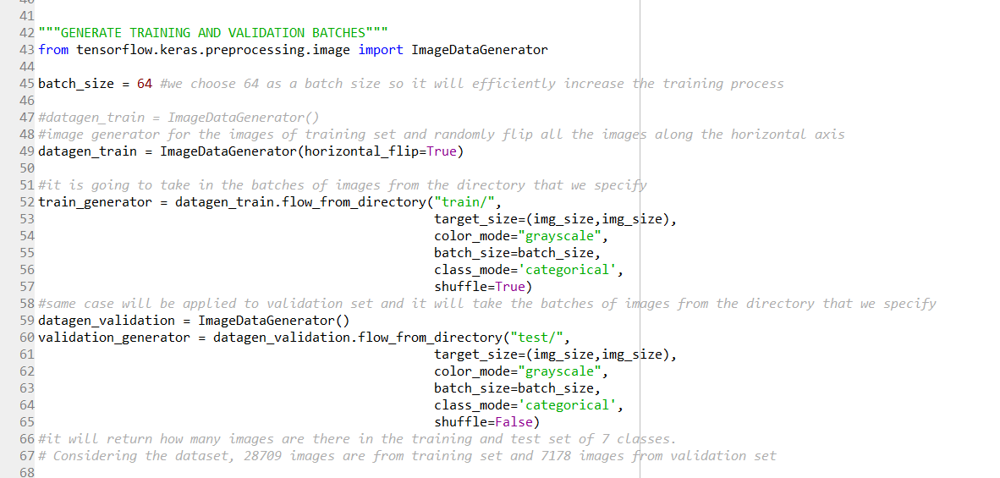 41
42 """GENERATE TRAINING AND VALIDATION BATCHES"""
43 from tensorflow.keras.preprocessing.image import ImageDataGenerator
44
45 batch_size = 64 #we choose 64 as a batch size so it will efficiently increase the training process
46
47 #datagen_train = ImageDataGenerator()
48 #image generator for the images of training set and randomly flip all the images along the horizontal axis
49 datagen_train = ImageDataGenerator(horizontal_flip=True)
50
51 #it is going to take in the batches of images from the directory that we specify
52 train_generator = datagen_train.flow_from_directory("train/",
53                                                     target_size=(img_size,img_size),
54                                                     color_mode="grayscale",
55                                                     batch_size=batch_size,
56                                                     class_mode='categorical',
57                                                     shuffle=True)
58 #same case will be applied to validation set and it will take the batches of images from the directory that we specify
59 datagen_validation = ImageDataGenerator()
60 validation_generator = datagen_validation.flow_from_directory("test/",
61                                                     target_size=(img_size,img_size),
62                                                     color_mode="grayscale",
63                                                     batch_size=batch_size,
64                                                     class_mode='categorical',
65                                                     shuffle=False)
66 #it will return how many images are there in the training and test set of 7 classes.
67 # Considering the dataset, 28709 images are from training set and 7178 images from validation set
68